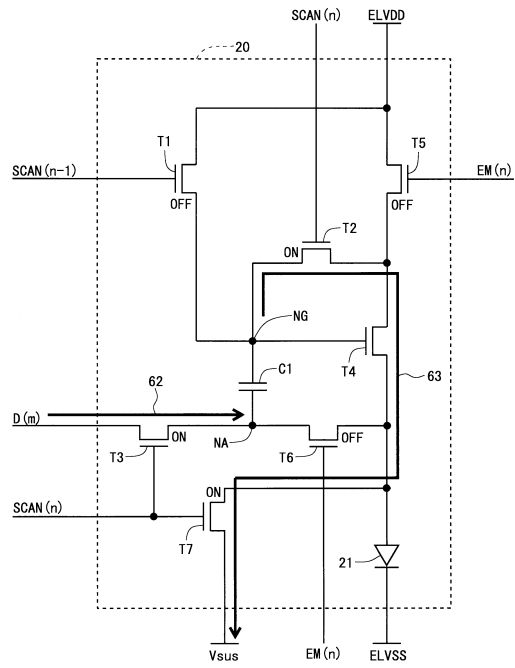 SCAN(n) ELVDD
20
T1 T5
SCAN(n-1) EM(n)
OFF OFF
T2
ON
NG
C1 T4
62 63
D(m)
ON NA OFF
T3 T6
SCAN(n) ON
T7 21
Vsus EM(n) ELVSS